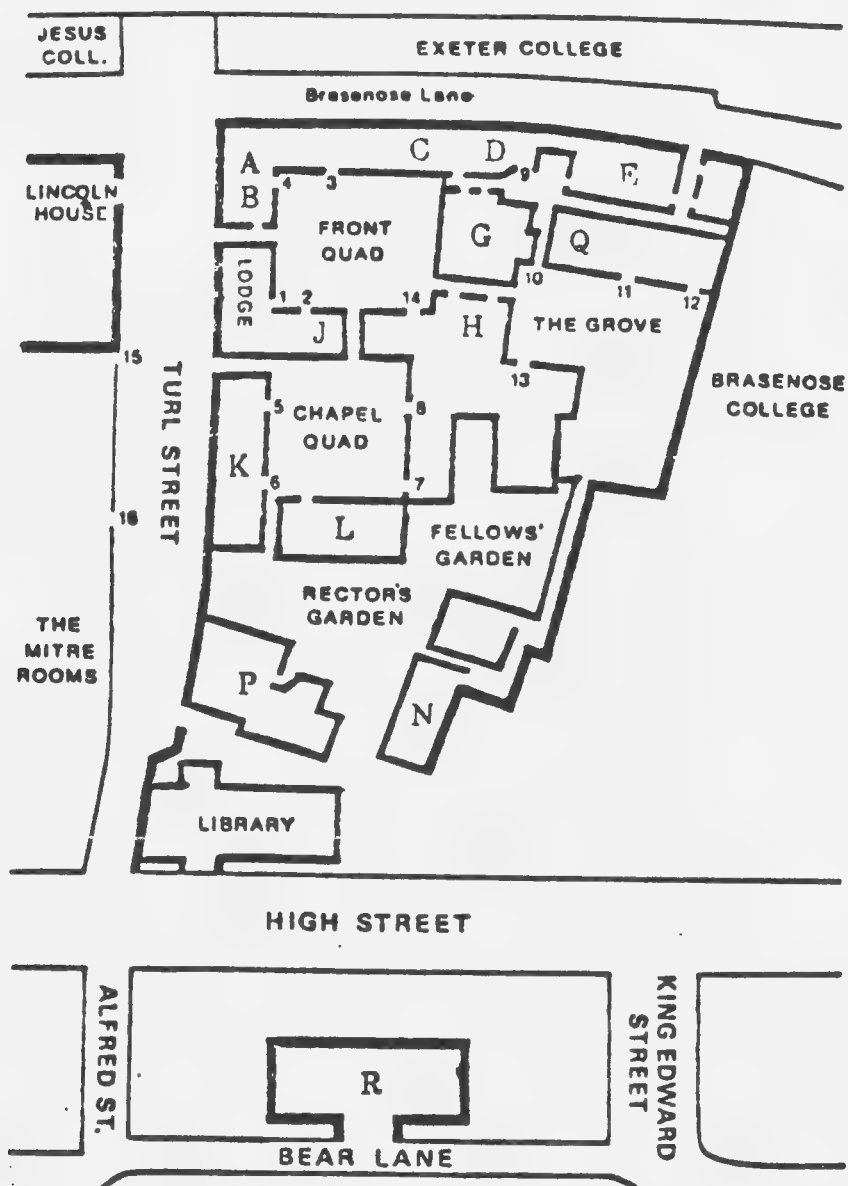 JESUS
COLL.
EXETER COLLEGE
Brasenose Lane
A
C
D
E
B
4
3
9
LINCOLN
HOUSE
FRONT
QUAD
G
Q
LODGE
10
11
12
1
2
14
J
H
THE GROVE
13
15
TURL STREET
BRASENOSE
COLLEGE
5
CHAPEL
QUAD
8
K
6
7
16
L
FELLOWS'
GARDEN
RECTOR'S
GARDEN
THE
MITRE
ROOMS
P
N
LIBRARY
HIGH STREET
ALFRED ST.
KING EDWARD
STREET
R
BEAR LANE